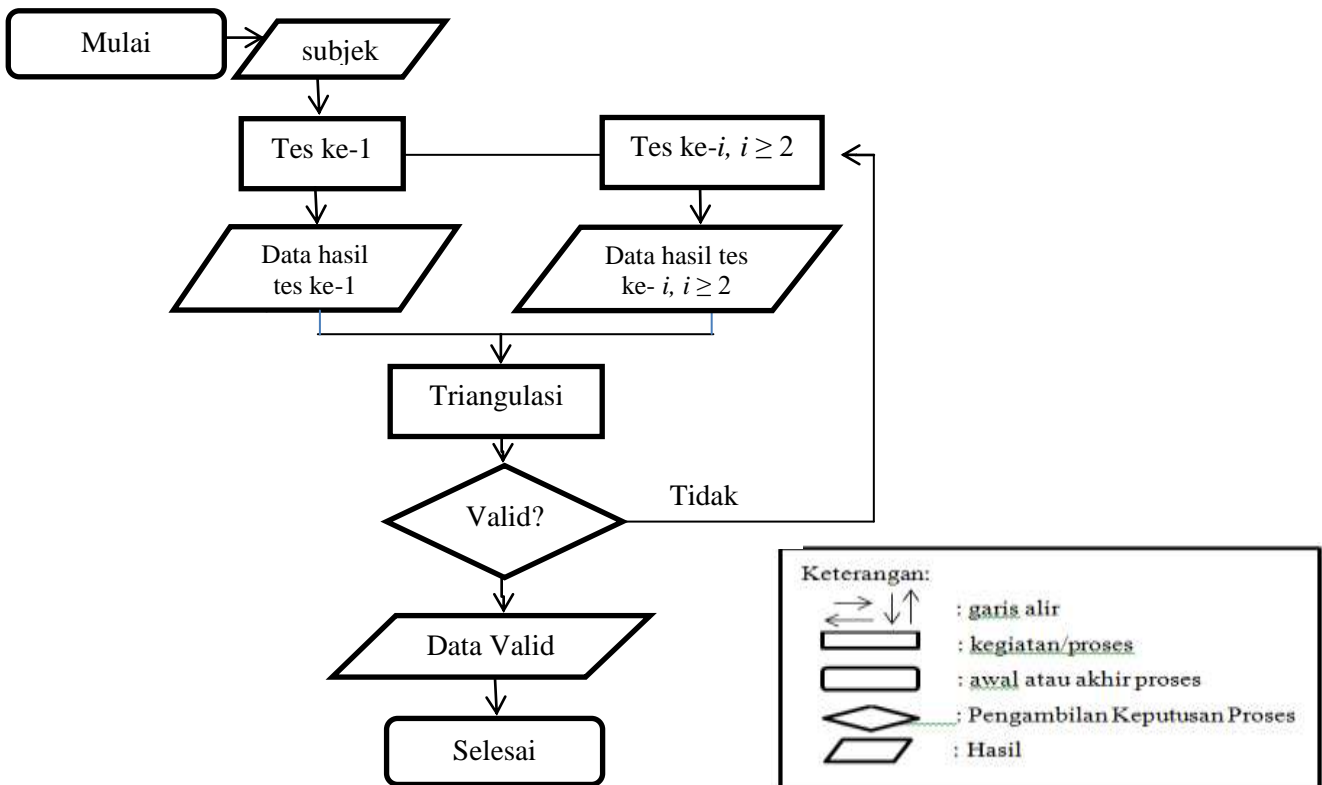 Mulai
subjek
Tes ke-1
Tes ke-i, i ≥ 2
Data hasil
tes ke-1
Data hasil tes
ke- i, i ≥ 2
Triangulasi
Valid?
Tidak
Data Valid
Selesai
Keterangan:
: garis alir
: kegiatan/proses
: awal atau akhir proses
: Pengambilan Keputusan Proses
: Hasil